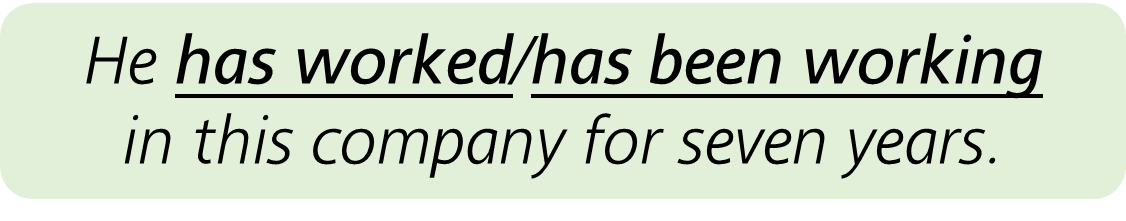 He has worked/has been working
in this company for seven years.